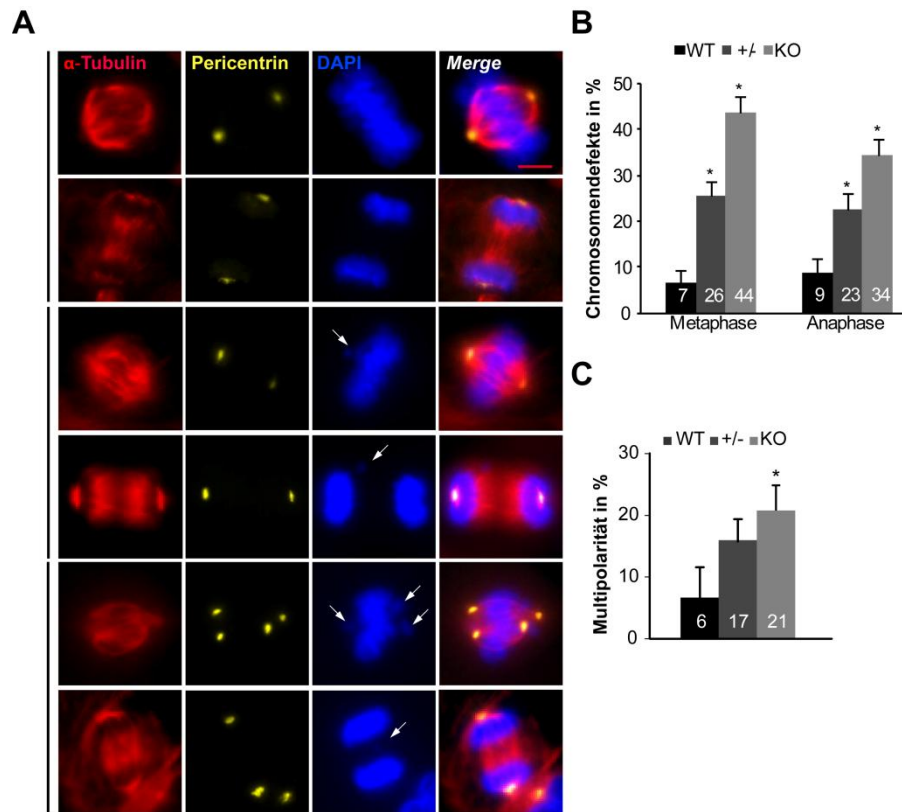 A
α-Tubulin Pericentrin DAPI Merge
B
WT +/- KO
Chromosomendefekte in %
50
40
30
20
10
0
* * * *
7 26 44 9 23 34
Metaphase Anaphase
C
WT +/- KO
Multipolarität in %
30
20
10
0
*
6 17 21